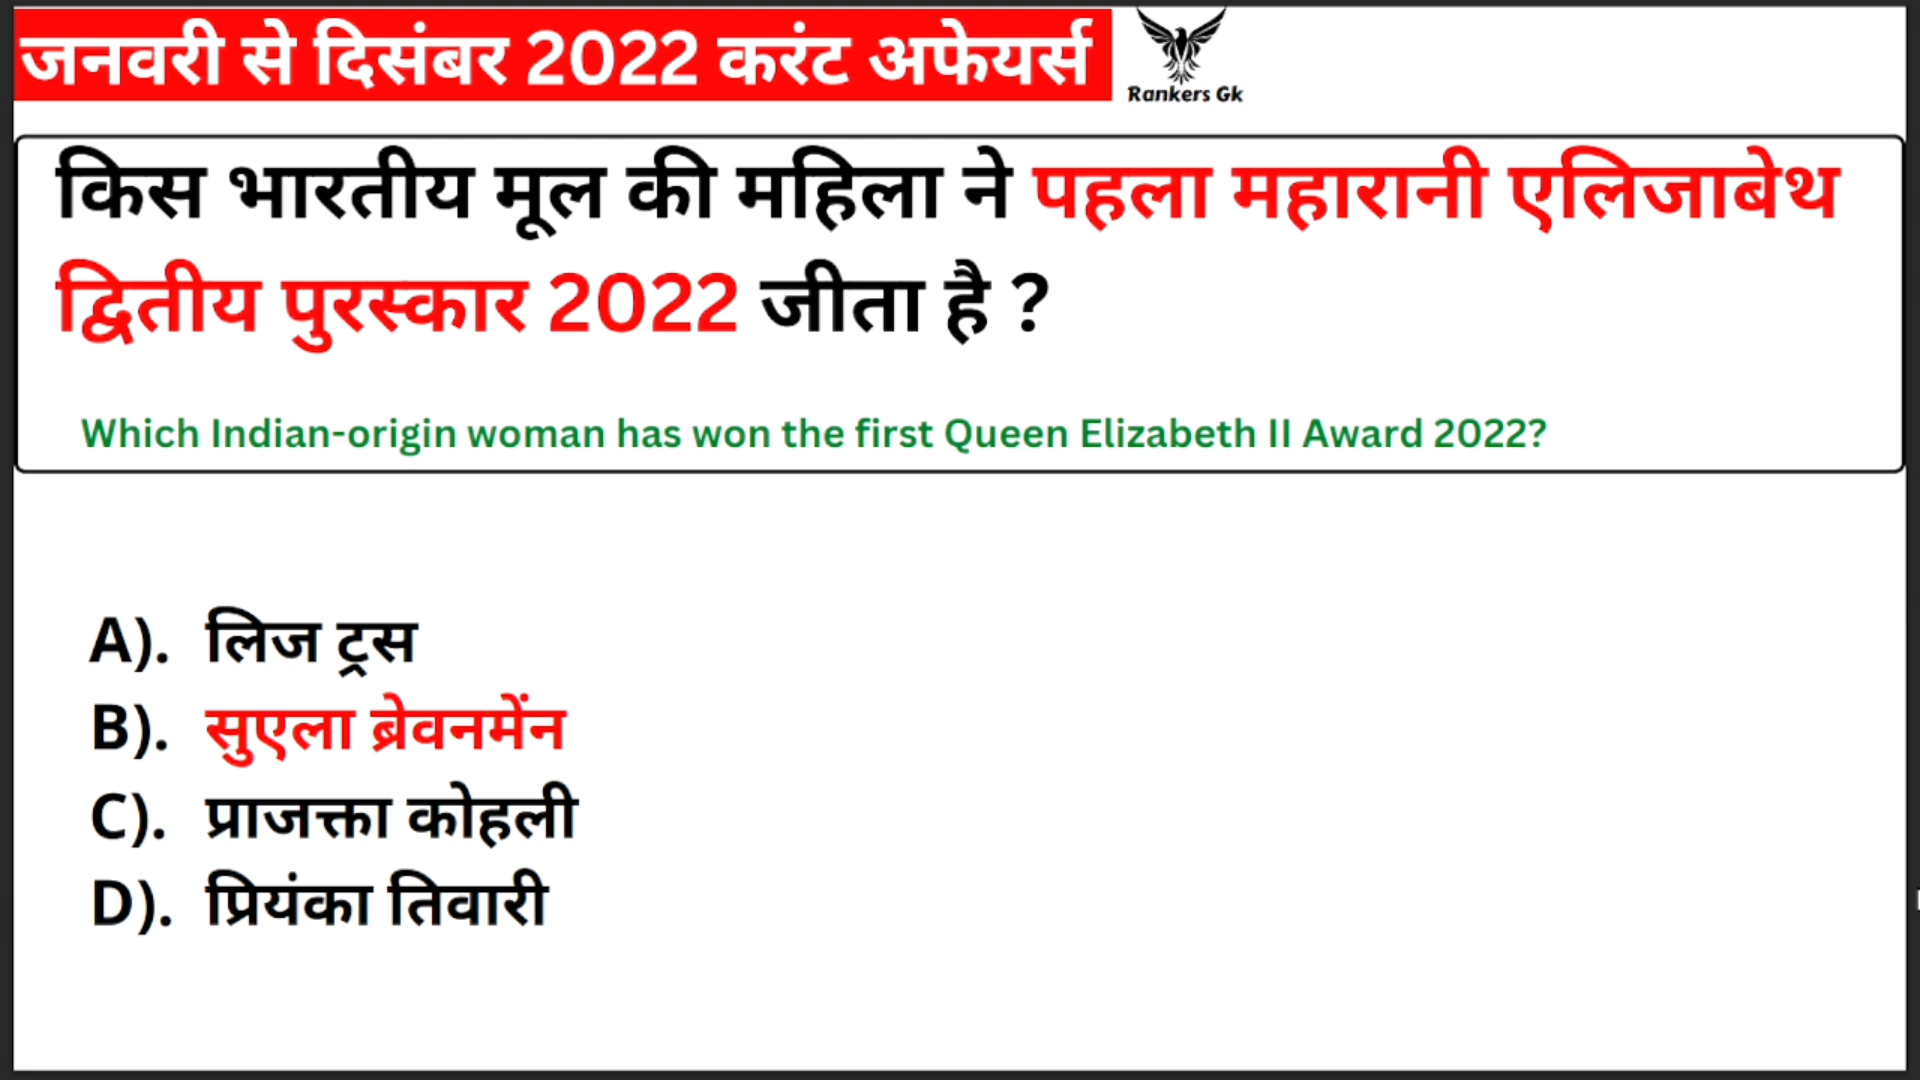 जनवरी से दिसंबर 2022 करंट अफेयर्स
Rankers Gk
किस भारतीय मूल की महिला ने पहला महारानी एलिजाबेथ
द्वितीय पुरस्कार 2022 जीता है ?
Which Indian-origin woman has won the first Queen Elizabeth II Award 2022?
A). लिज ट्रस
B). सुएला ब्रेवनमेंन
C). प्राजक्ता कोहली
D). प्रियंका तिवारी